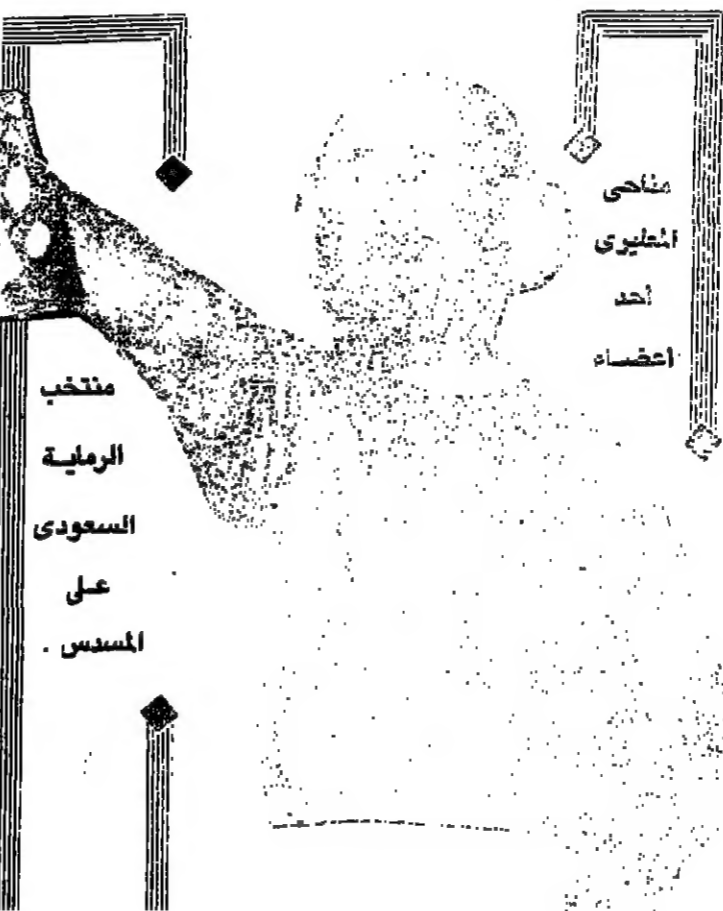 مناحى
المطيرى
أحد
أعضاء
منتخب
الرماية
السعودى
على
المسدس .